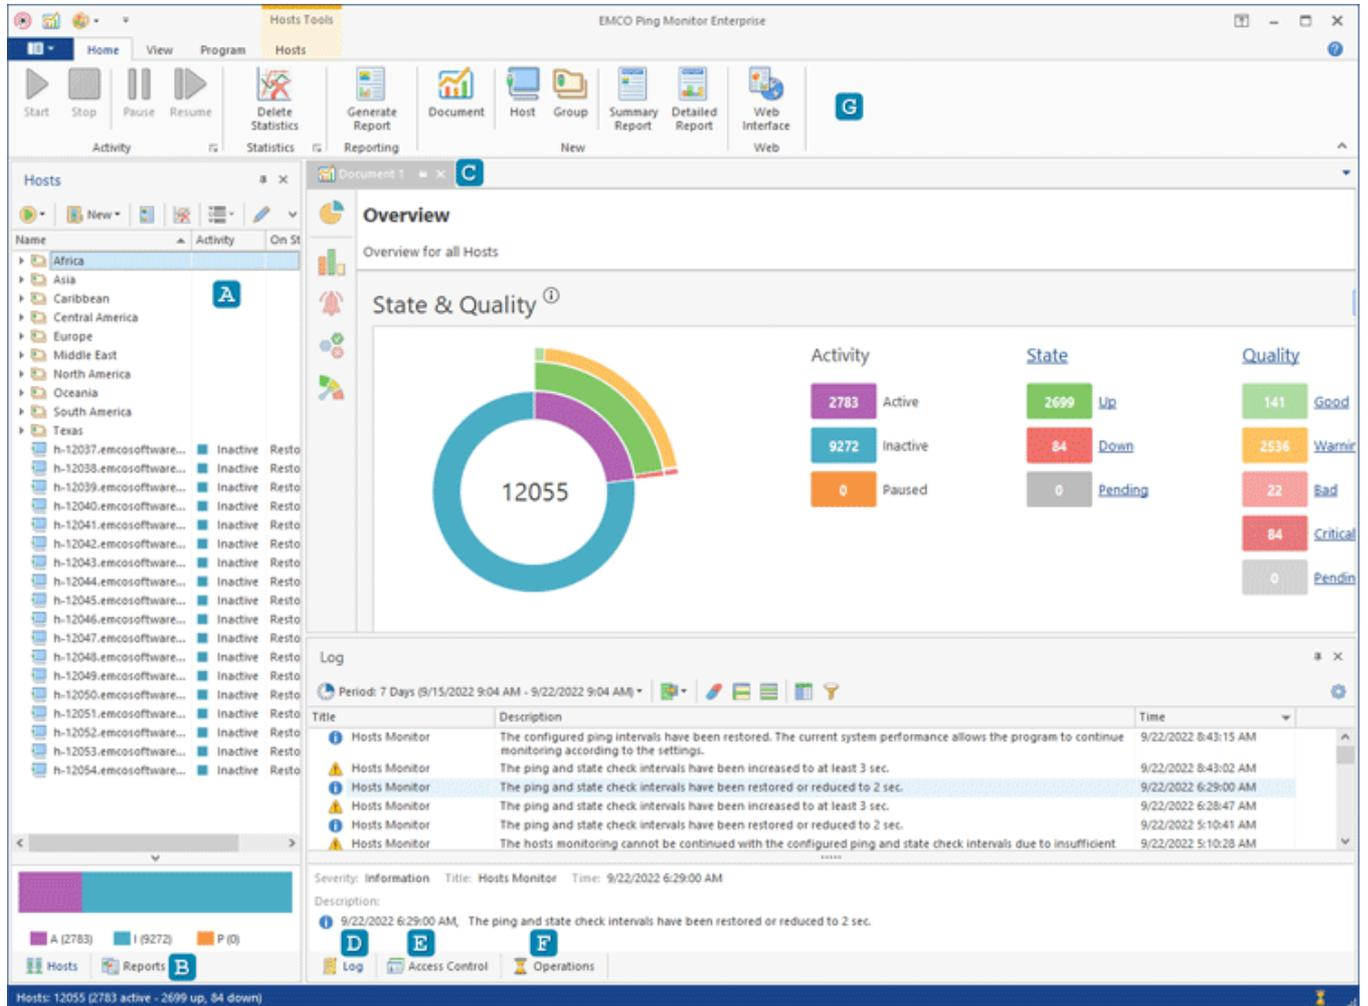 Hosts Tools
EMCO Ping Monitor Enterprise
Home View Program Hosts
Start Stop Pause Resume Delete Statistics Generate Report Document Host Group Summary Report Detailed Report Web Interface
G
Activity Statistics Reporting New Web
Hosts
Document 1
C
New
Name Activity On St
Africa
Asia
Caribbean
Central America
Europe
Middle East
North America
Oceania
South America
Texas
A
h-12037.emcosoftware... Inactive Resto
h-12038.emcosoftware... Inactive Resto
h-12039.emcosoftware... Inactive Resto
h-12040.emcosoftware... Inactive Resto
h-12041.emcosoftware... Inactive Resto
h-12042.emcosoftware... Inactive Resto
h-12043.emcosoftware... Inactive Resto
h-12044.emcosoftware... Inactive Resto
h-12045.emcosoftware... Inactive Resto
h-12046.emcosoftware... Inactive Resto
h-12047.emcosoftware... Inactive Resto
h-12048.emcosoftware... Inactive Resto
h-12049.emcosoftware... Inactive Resto
h-12050.emcosoftware... Inactive Resto
h-12051.emcosoftware... Inactive Resto
h-12052.emcosoftware... Inactive Resto
h-12053.emcosoftware... Inactive Resto
h-12054.emcosoftware... Inactive Resto
A (2783) I (9272) P (0)
Hosts Reports B
Overview
Overview for all Hosts
State & Quality
12055
Activity State Quality
2783 Active 2699 Up 141 Good
9272 Inactive 84 Down 2536 Warnin
0 Paused 0 Pending 22 Bad
84 Critical
0 Pendin
Log
Period: 7 Days (9/15/2022 9:04 AM - 9/22/2022 9:04 AM)
Title Description Time
Hosts Monitor The configured ping intervals have been restored. The current system performance allows the program to continue 9/22/2022 8:43:15 AM
monitoring according to the settings.
Hosts Monitor The ping and state check intervals have been increased to at least 3 sec. 9/22/2022 8:43:02 AM
Hosts Monitor The ping and state check intervals have been restored or reduced to 2 sec. 9/22/2022 6:29:00 AM
Hosts Monitor The ping and state check intervals have been increased to at least 3 sec. 9/22/2022 6:28:47 AM
Hosts Monitor The ping and state check intervals have been restored or reduced to 2 sec. 9/22/2022 5:10:41 AM
Hosts Monitor The hosts monitoring cannot be continued with the configured ping and state check intervals due to insufficient 9/22/2022 5:10:28 AM
Severity: Information Title: Hosts Monitor Time: 9/22/2022 6:29:00 AM
Description:
9/22/2022 6:29:00 AM, The ping and state check intervals have been restored or reduced to 2 sec.
D E F
Log Access Control Operations
Hosts: 12055 (2783 active - 2699 up, 84 down)